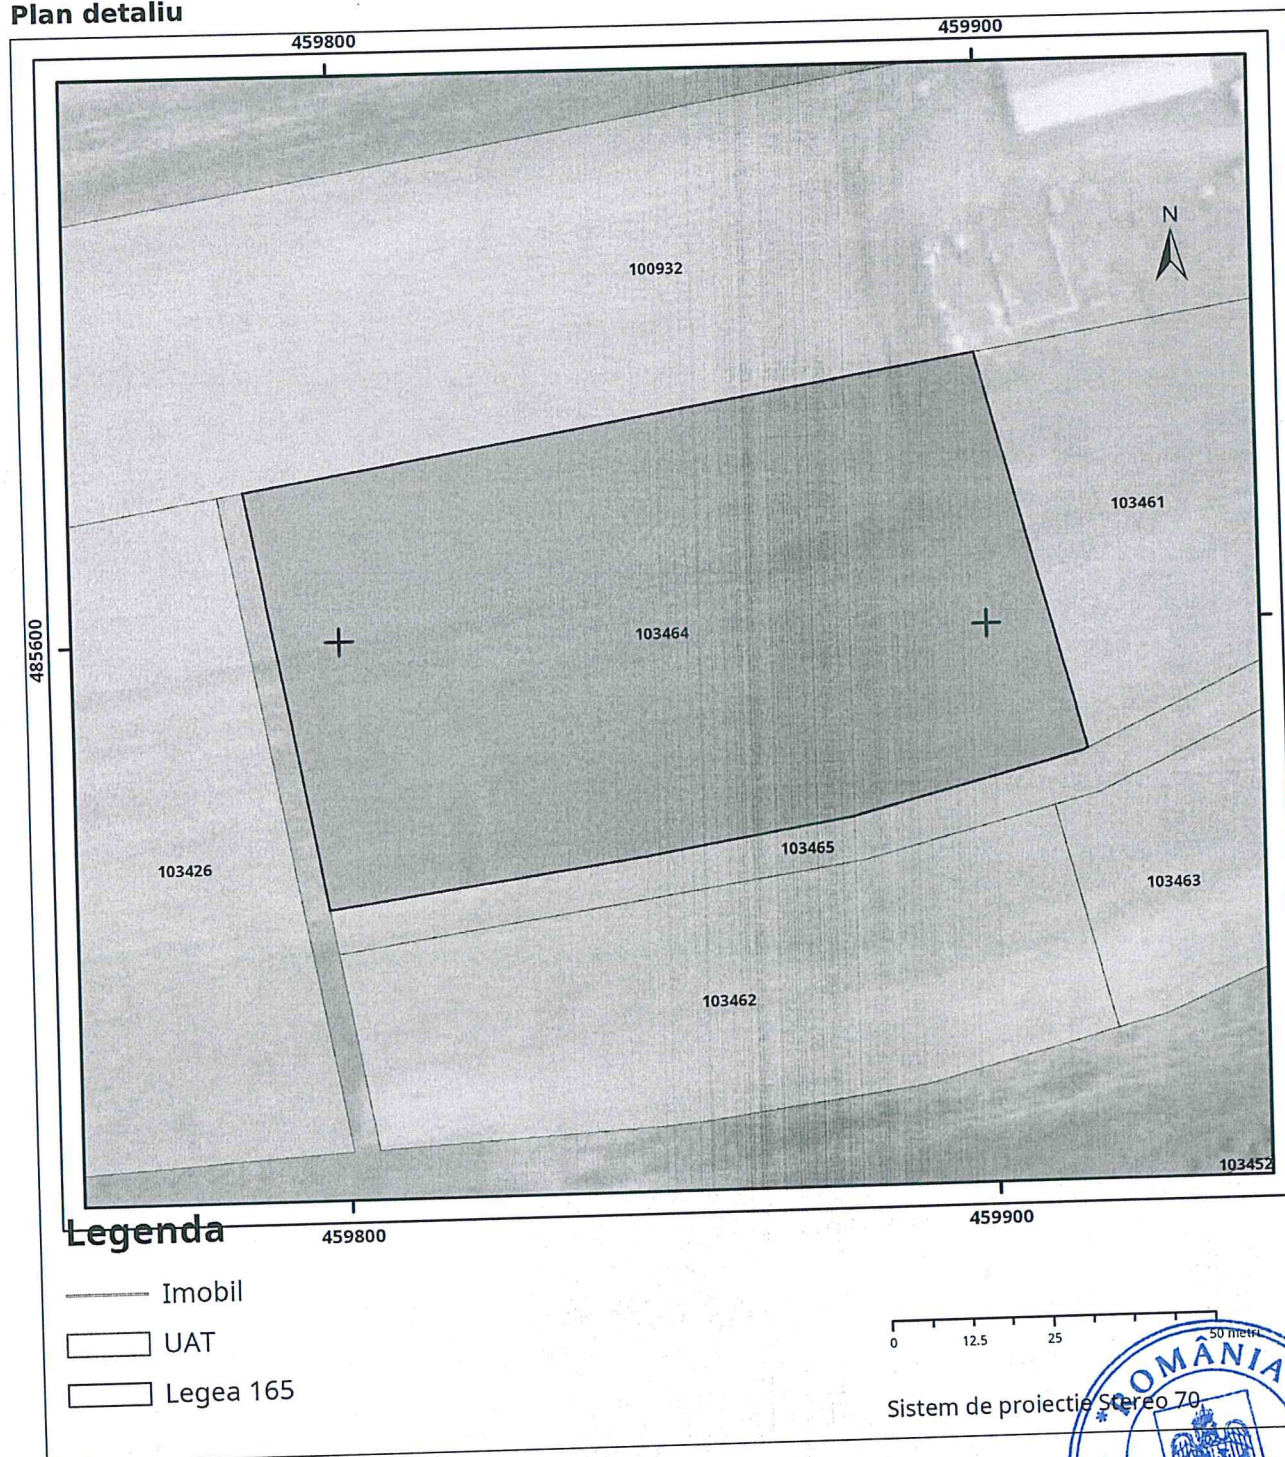 Plan detaliu
459800
459900
N
100932
103461
485600
103464
103465
103426
103463
103462
103452
459800
459900
Legenda
Imobil
UAT
Legea 165
0 12.5 25 50 metri
Sistem de proiectie Stereo 70
* ROMÂNIA